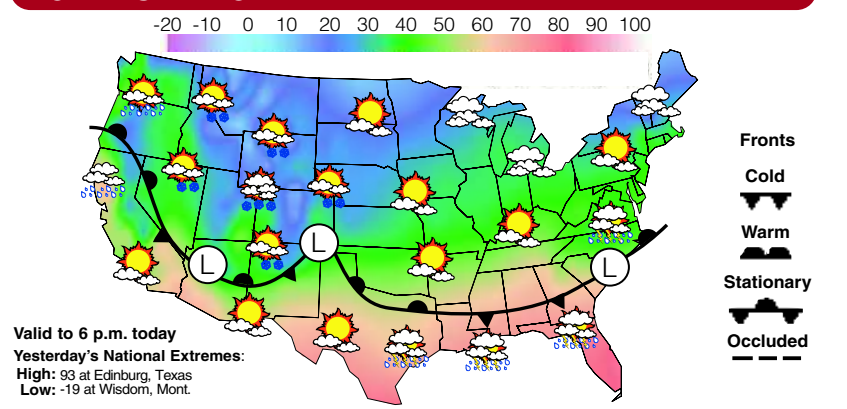 -20 -10 0 10 20 30 40 50 60 70 80 90 100
Fronts
Cold
Warm
Stationary
Occluded
L
L
L
Valid to 6 p.m. today
Yesterday's National Extremes:
High: 93 at Edinburg, Texas
Low: -19 at Wisdom, Mont.